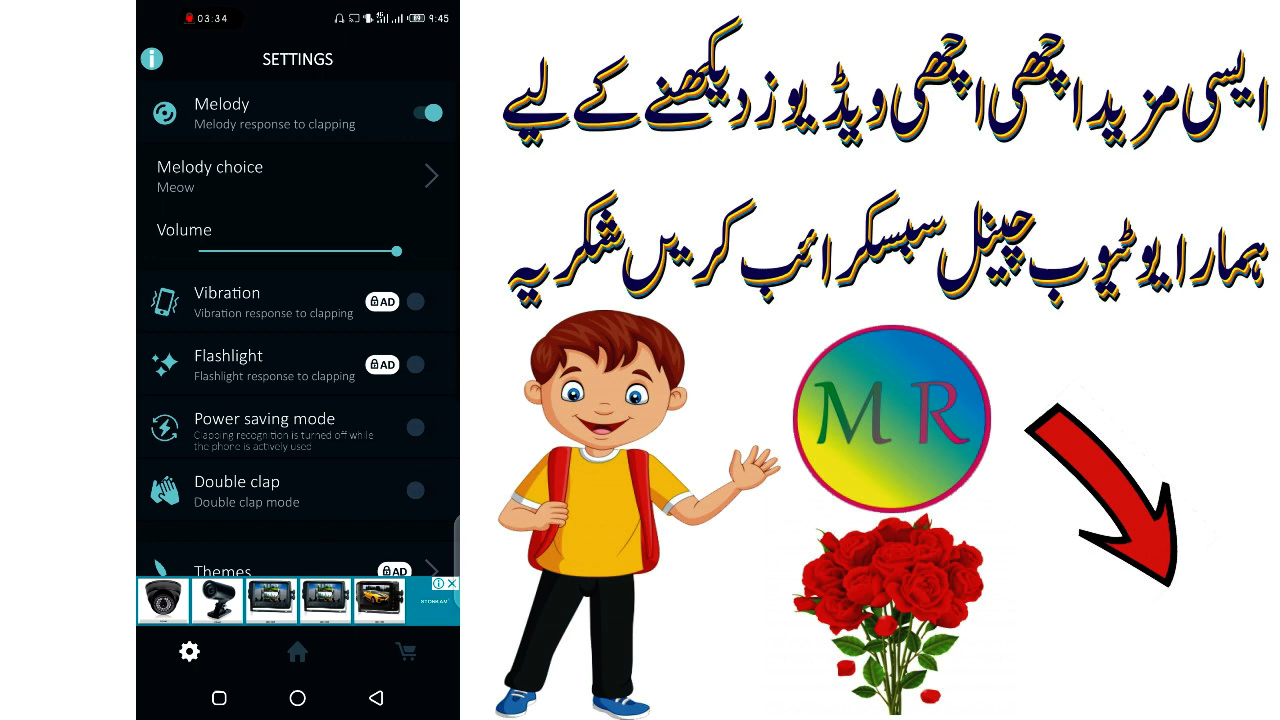 03:34
9:45
SETTINGS
Melody
Melody response to clapping
Melody choice
Meow
Volume
Vibration
Vibration response to clapping
AD
Flashlight
Flashlight response to clapping
AD
Power saving mode
Clapping recognition is turned off while
the phone is actively used
Double clap
Double clap mode
Themes
AD
STONKAM
ایسی مزید اچھی اچھی ویڈیوز دیکھنے کے لیے
ہمارا یوٹیوب چینل سبسکرائب کریں شکریہ
M R